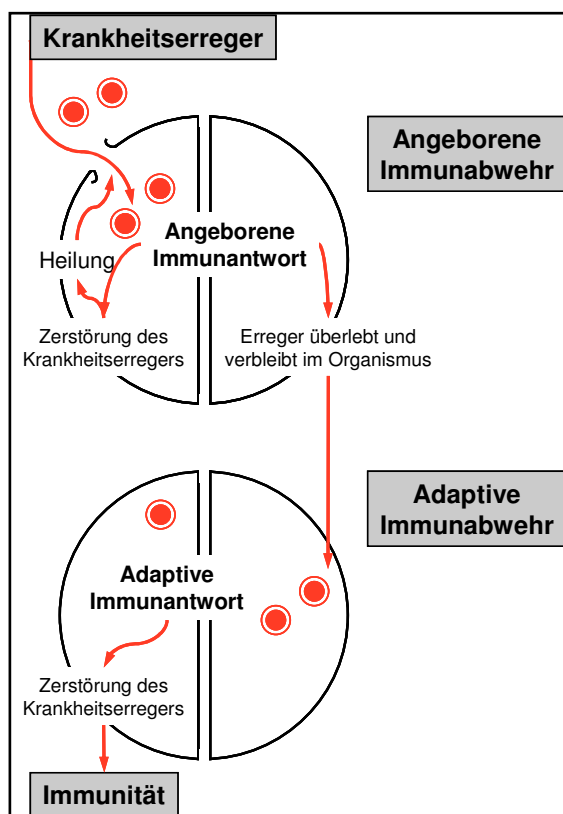 Krankheitserreger
Angeborene
Immunabwehr
Angeborene
Immunantwort
Heilung
Zerstörung des
Krankheitserregers
Erreger überlebt und
verbleibt im Organismus
Adaptive
Immunabwehr
Adaptive
Immunantwort
Zerstörung des
Krankheitserregers
Immunität